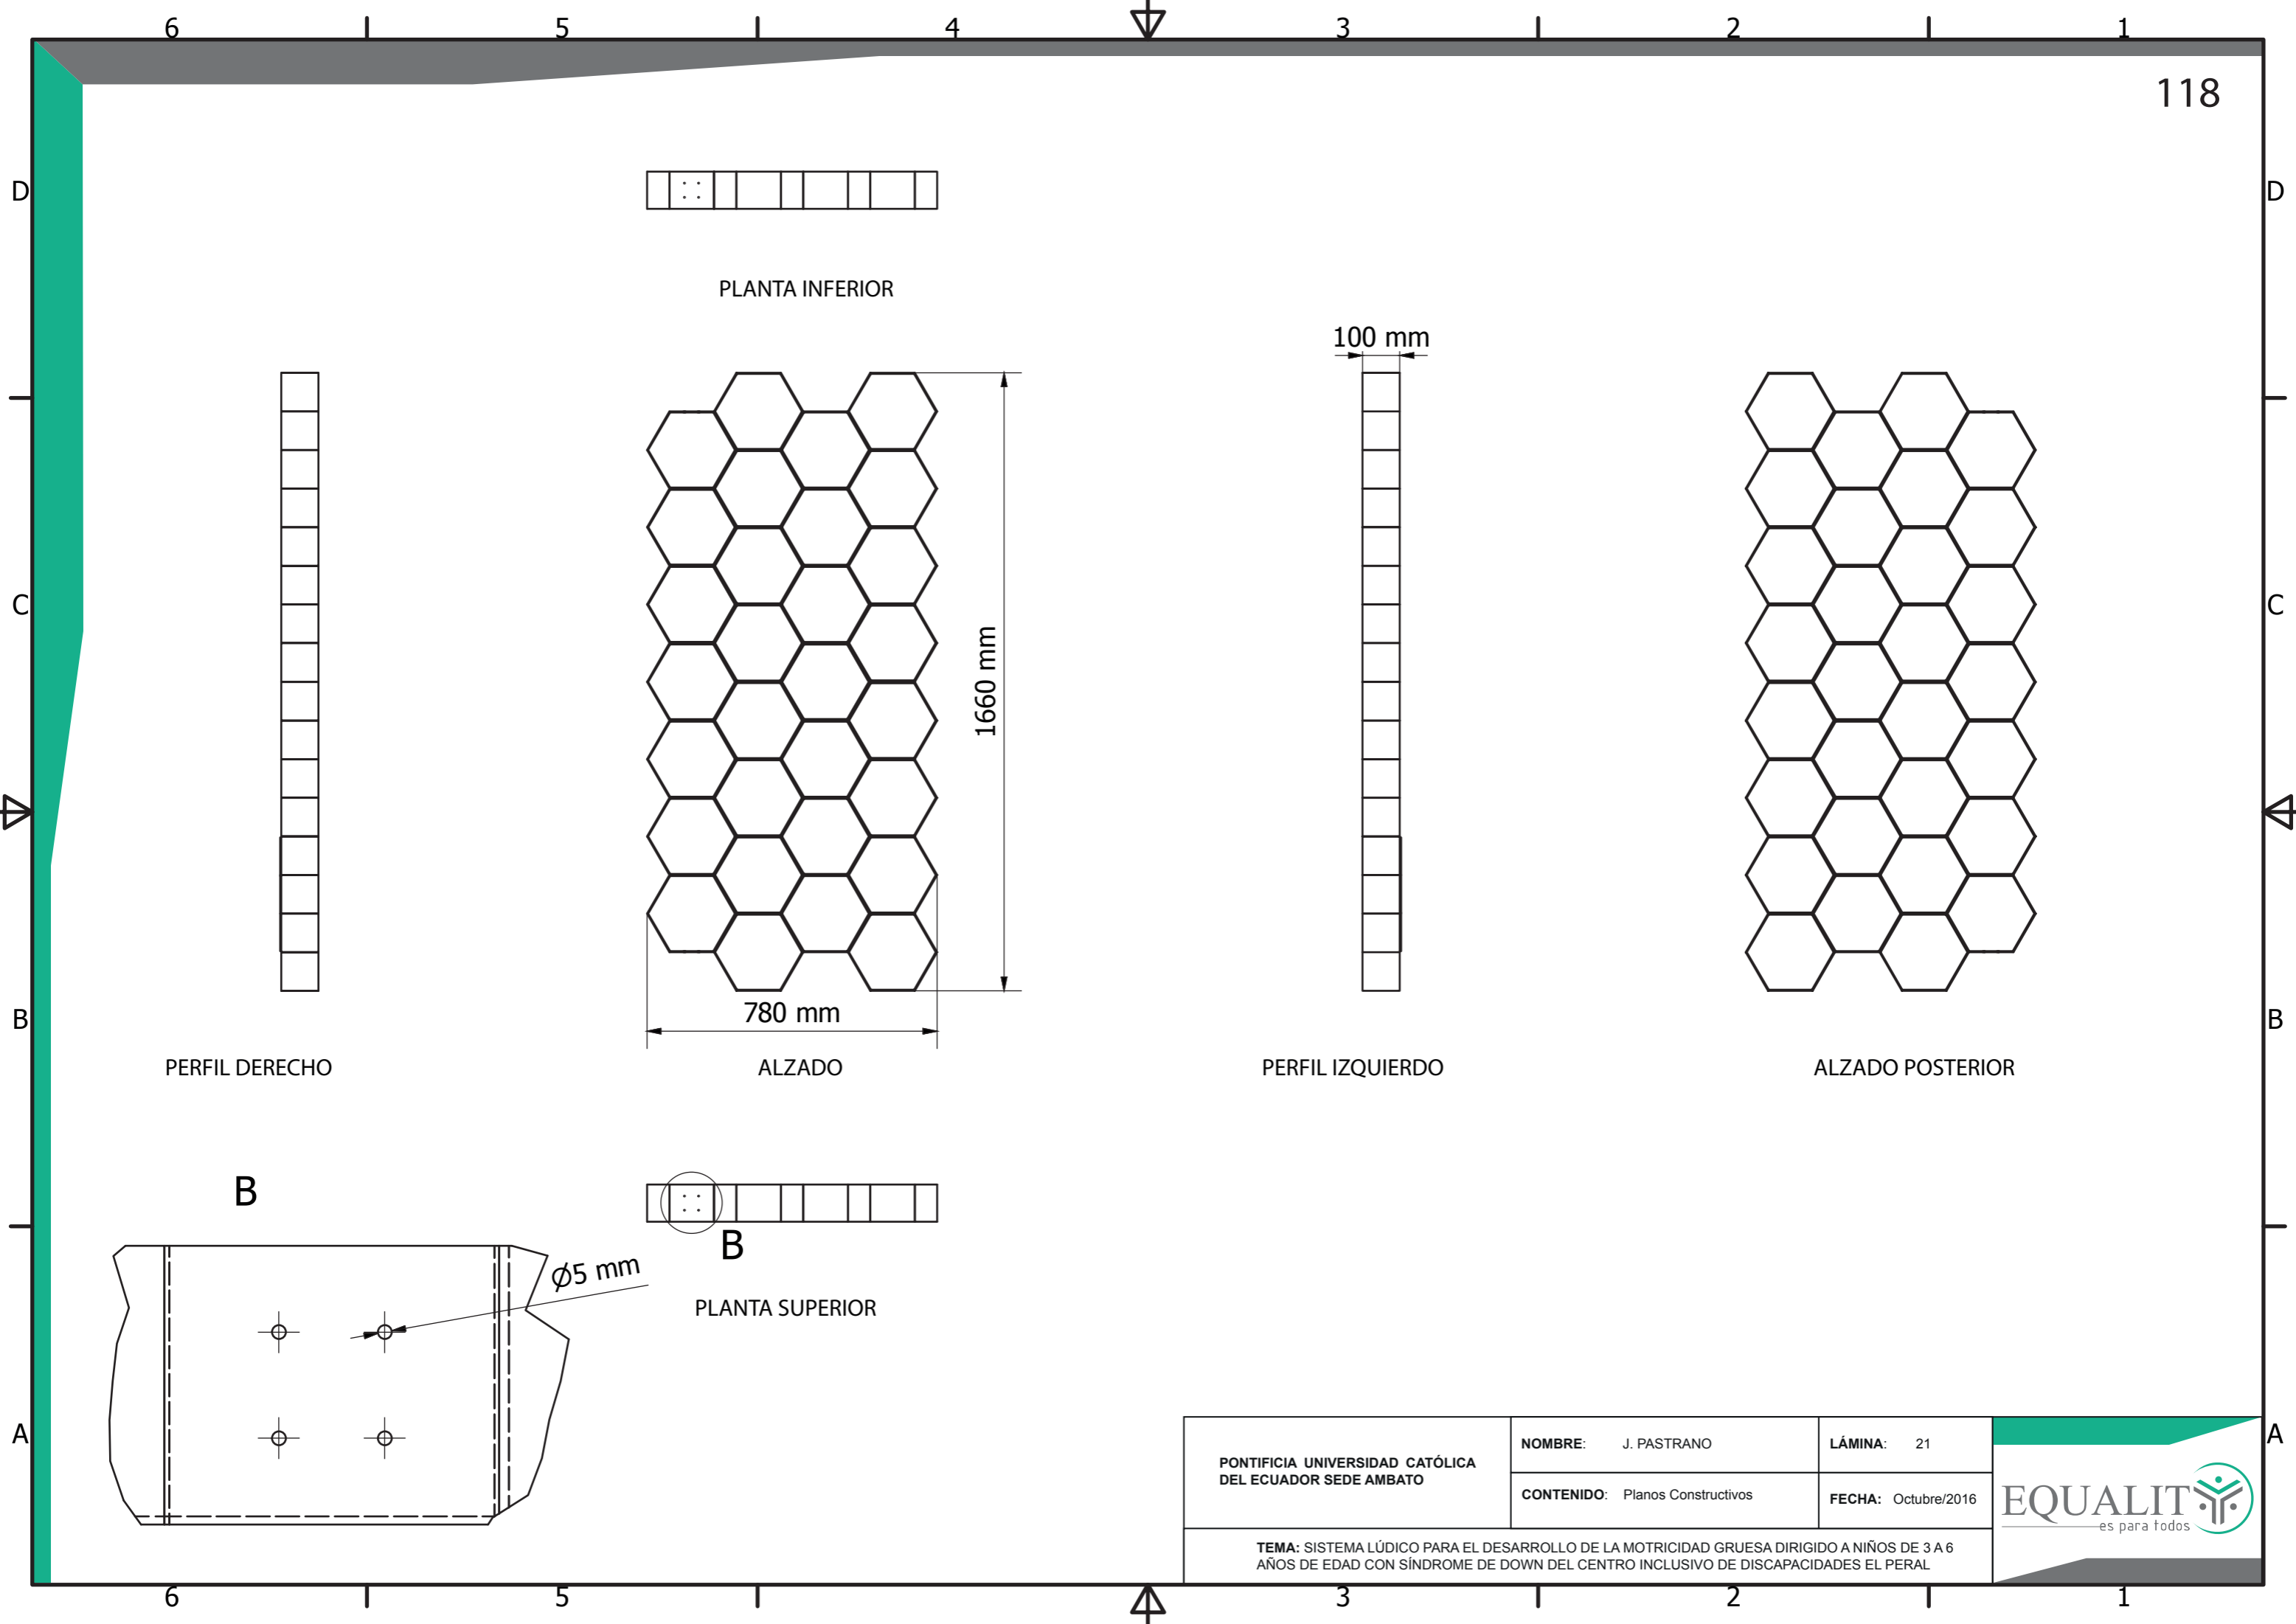 6 5 4 3 2 1
118
D D
PLANTA INFERIOR
100 mm
C C
1660 mm
780 mm
B B
PERFIL DERECHO ALZADO PERFIL IZQUIERDO ALZADO POSTERIOR
B
B
Ø5 mm
PLANTA SUPERIOR
A A
PONTIFICIA UNIVERSIDAD CATÓLICA
DEL ECUADOR SEDE AMBATO
NOMBRE: J. PASTRANO
LÁMINA: 21
CONTENIDO: Planos Constructivos
FECHA: Octubre/2016
EQUALITY
es para todos
TEMA: SISTEMA LÚDICO PARA EL DESARROLLO DE LA MOTRICIDAD GRUESA DIRIGIDO A NIÑOS DE 3 A 6
AÑOS DE EDAD CON SÍNDROME DE DOWN DEL CENTRO INCLUSIVO DE DISCAPACIDADES EL PERAL
6 5 3 2 1